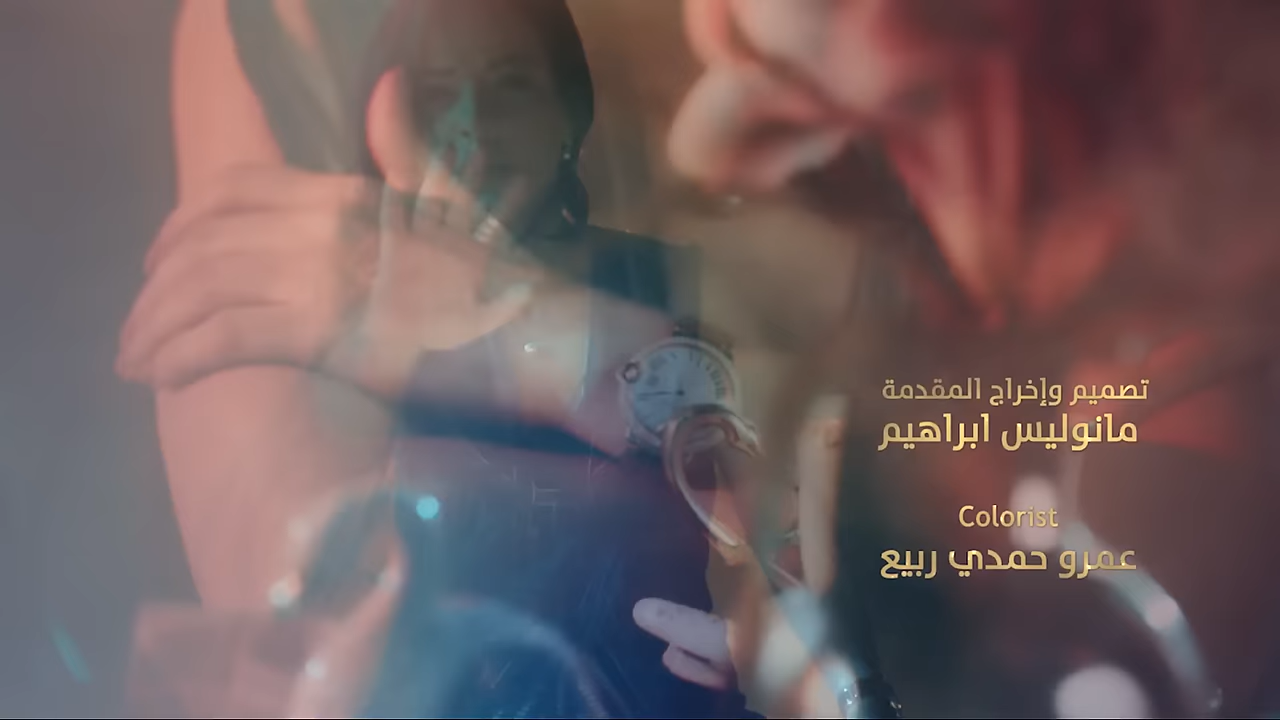 تصميم وإخراج المقدمة
مانوليس ابراهيم
Colorist
عمرو حمدي ربيع